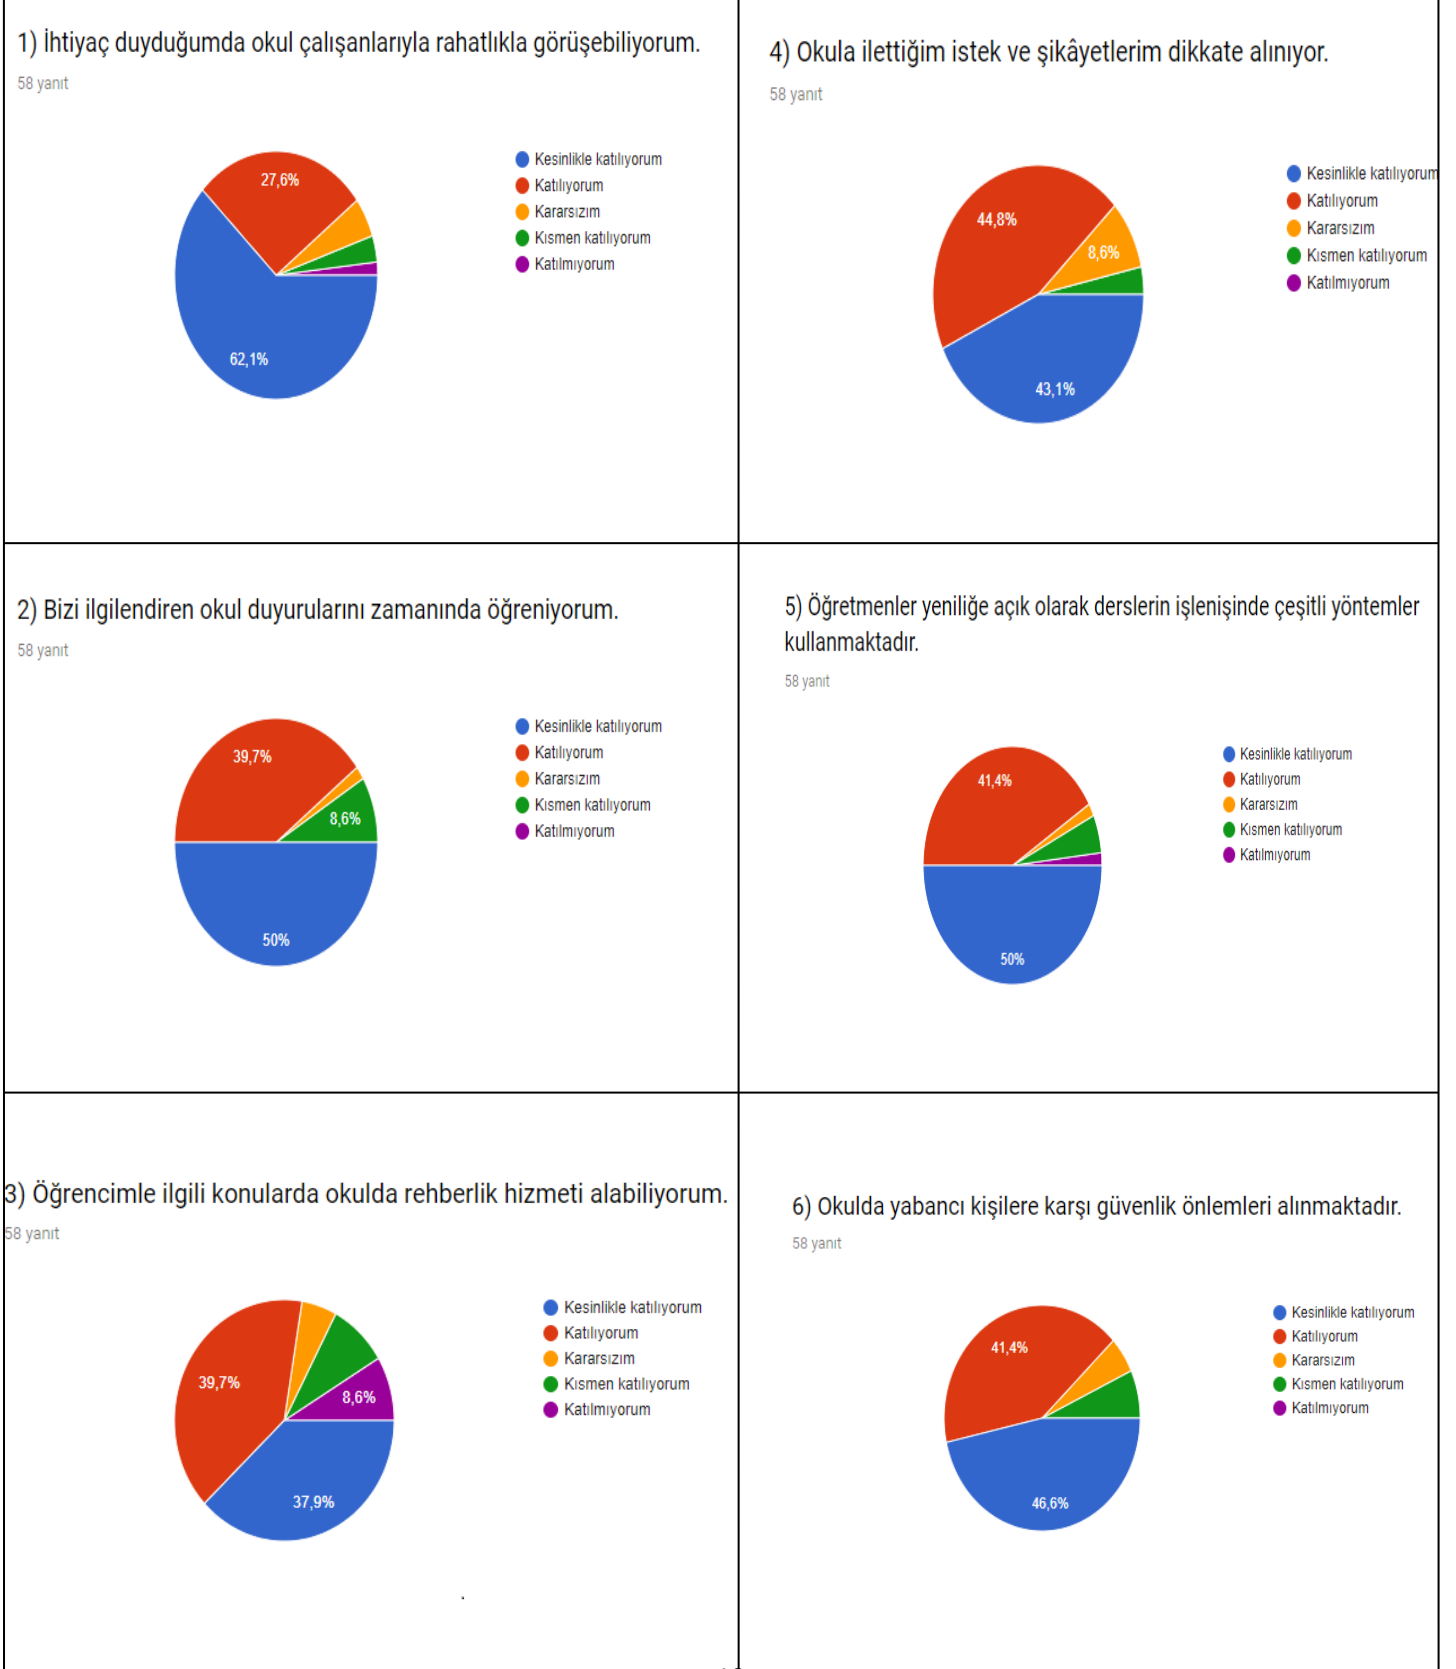 1) İhtiyaç duyduğumda okul çalışanlarıyla rahatlıkla görüşebiliyorum.
58 yanıt
27,6%
62,1%
Kesinlikle katılıyorum
Katılıyorum
Kararsızım
Kısmen katılıyorum
Katılmıyorum
4) Okula ilettiğim istek ve şikâyetlerim dikkate alınıyor.
58 yanıt
44,8%
8,6%
43,1%
Kesinlikle katılıyorum
Katılıyorum
Kararsızım
Kısmen katılıyorum
Katılmıyorum
2) Bizi ilgilendiren okul duyurularını zamanında öğreniyorum.
58 yanıt
39,7%
8,6%
50%
Kesinlikle katılıyorum
Katılıyorum
Kararsızım
Kısmen katılıyorum
Katılmıyorum
5) Öğretmenler yeniliğe açık olarak derslerin işlenişinde çeşitli yöntemler
kullanmaktadır.
58 yanıt
41,4%
50%
Kesinlikle katılıyorum
Katılıyorum
Kararsızım
Kısmen katılıyorum
Katılmıyorum
3) Öğrencimle ilgili konularda okulda rehberlik hizmeti alabiliyorum.
58 yanıt
39,7%
8,6%
37,9%
Kesinlikle katılıyorum
Katılıyorum
Kararsızım
Kısmen katılıyorum
Katılmıyorum
.
6) Okulda yabancı kişilere karşı güvenlik önlemleri alınmaktadır.
58 yanıt
41,4%
46,6%
Kesinlikle katılıyorum
Katılıyorum
Kararsızım
Kısmen katılıyorum
Katılmıyorum